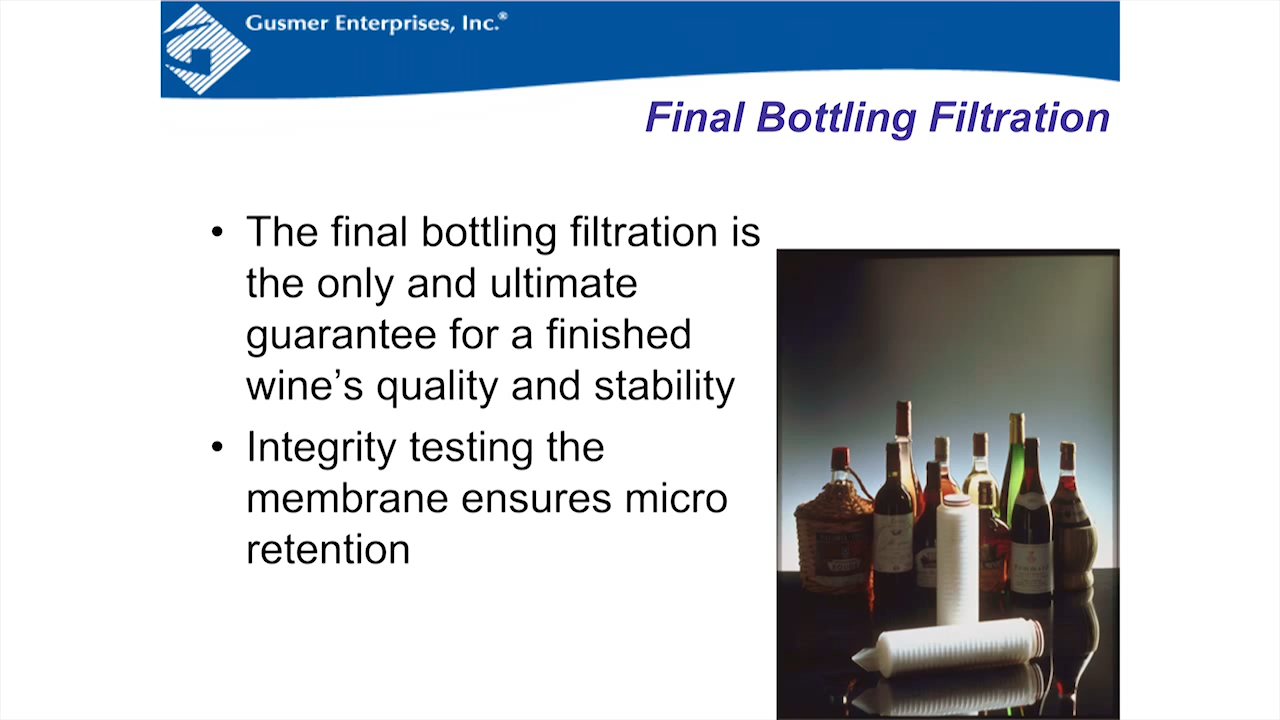 Gusmer Enterprises, Inc.®
Final Bottling Filtration
• The final bottling filtration is
the only and ultimate
guarantee for a finished
wine’s quality and stability
• Integrity testing the
membrane ensures micro
retention